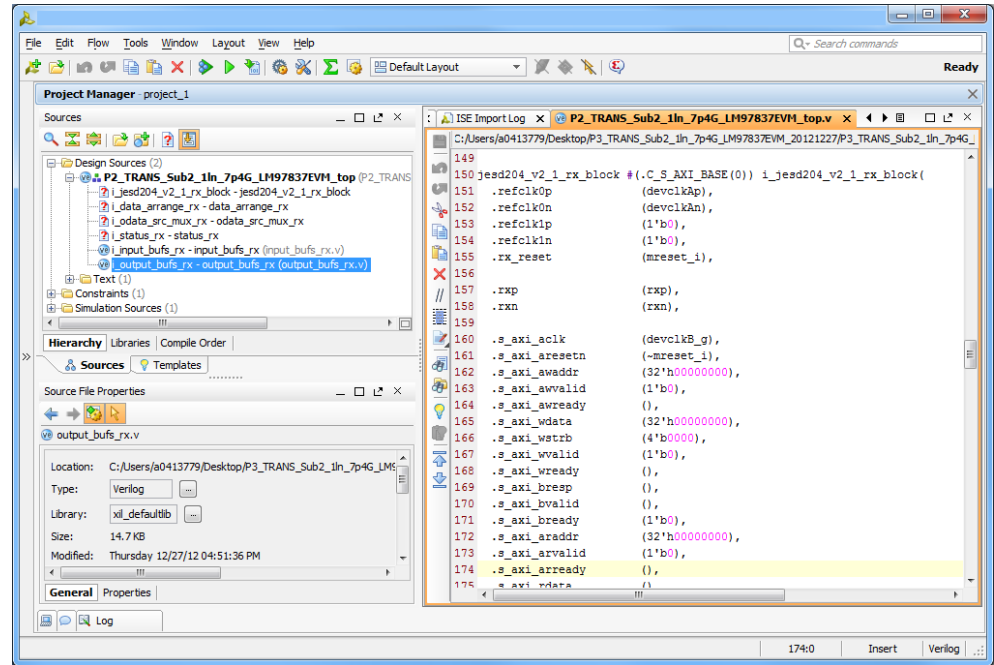 File Edit Flow Tools Window Layout View Help
Search commands
Default Layout
Ready
Project Manager - project_1
Sources
Design Sources (2)
P2_TRANS_Sub2_1ln_7p4G_LM97837EVM_top (P2_TRANS
i_jesd204_v2_1_rx_block - jesd204_v2_1_rx_block
i_data_arrange_rx - data_arrange_rx
i_odata_src_mux_rx - odata_src_mux_rx
i_status_rx - status_rx
i_input_bufs_rx - input_bufs_rx (input_bufs_rx.v)
i_output_bufs_rx - output_bufs_rx (output_bufs_rx.v)
Text (1)
Constraints (1)
Simulation Sources (1)
Hierarchy Libraries Compile Order
Sources Templates
Source File Properties
output_bufs_rx.v
Location: C:/Users/a0413779/Desktop/P3_TRANS_Sub2_1ln_7p4G_LM9
Type: Verilog ...
Library: xil_defaultlib ...
Size: 14.7 KB
Modified: Thursday 12/27/12 04:51:36 PM
General Properties
Log
ISE Import Log P2_TRANS_Sub2_1ln_7p4G_LM97837EVM_top.v
C:/Users/a0413779/Desktop/P3_TRANS_Sub2_1ln_7p4G_LM97837EVM_20121227/P3_TRANS_Sub2_1ln_7p4G_
149
150 jesd204_v2_1_rx_block #(.C_S_AXI_BASE(0)) i_jesd204_v2_1_rx_block(
151 .refclk0p (devclkAp),
152 .refclk0n (devclkAn),
153 .refclk1p (1'b0),
154 .refclk1n (1'b0),
155 .rx_reset (mreset_i),
156
157 .rxp (rxp),
158 .rxn (rxn),
159
160 .s_axi_aclk (devclkB_g),
161 .s_axi_aresetn (~mreset_i),
162 .s_axi_awaddr (32'h00000000),
163 .s_axi_awvalid (1'b0),
164 .s_axi_awready (),
165 .s_axi_wdata (32'h00000000),
166 .s_axi_wstrb (4'b0000),
167 .s_axi_wvalid (1'b0),
168 .s_axi_wready (),
169 .s_axi_bresp (),
170 .s_axi_bvalid (),
171 .s_axi_bready (1'b0),
172 .s_axi_araddr (32'h00000000),
173 .s_axi_arvalid (1'b0),
174 .s_axi_arready (),
175 .s_axi_rdata ()
174:0 Insert Verilog